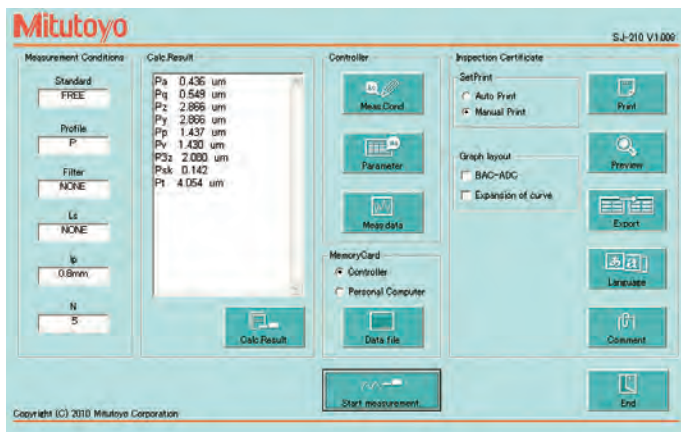 Mitutoyo
SJ-210 V1.009
Measurement Conditions
Standard
FREE
Profile
P
Filter
NONE
Lc
NONE
lp
0.8mm
N
5
Calc.Result
Pa 0.436 um
Pq 0.549 um
Pz 2.866 um
Py 2.866 um
Pp 1.437 um
Pv 1.430 um
P3z 2.080 um
Psk 0.142
Pt 4.054 um
Calc.Result
Controller
Meas.Cond
Parameter
Meas.data
MemoryCard
Controller
Personal Computer
Data file
Start measurement.
Inspection Certificate
SetPrint
Auto Print
Manual Print
Graph layout
BAC-ADC
Expansion of curve
Print
Preview
Export
あ a
Language
Comment
End
Copyright (C) 2010 Mitutoyo Corporation